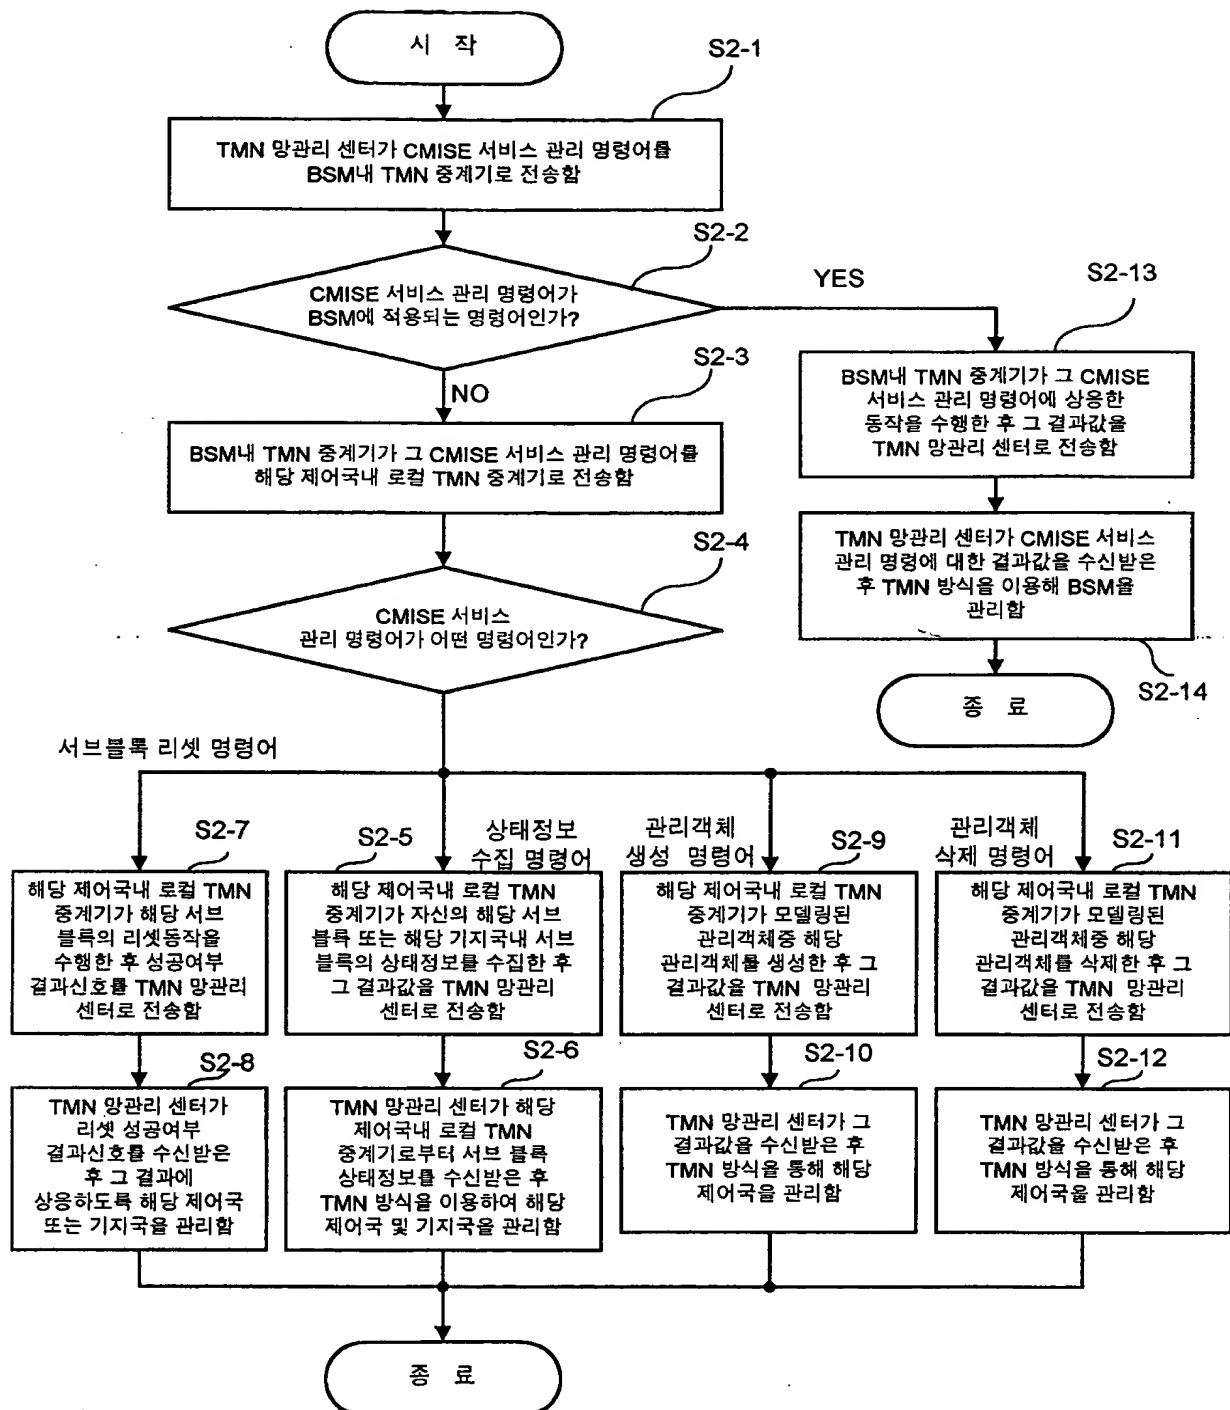 시 작
S2-1
TMN 망관리 센터가 CMISE 서비스 관리 명령어를
BSM내 TMN 중계기로 전송함
S2-2
CMISE 서비스 관리 명령어가
BSM에 적용되는 명령어인가?
YES
NO
S2-13
BSM내 TMN 중계기가 그 CMISE
서비스 관리 명령어에 상응한
동작을 수행한 후 그 결과값을
TMN 망관리 센터로 전송함
S2-3
BSM내 TMN 중계기가 그 CMISE 서비스 관리 명령어를
해당 제어국내 로컬 TMN 중계기로 전송함
TMN 망관리 센터가 CMISE 서비스
관리 명령에 대한 결과값을 수신받은
후 TMN 방식을 이용해 BSM을
관리함
S2-14
종 료
S2-4
CMISE 서비스
관리 명령어가 어떤 명령어인가?
서브블록 리셋 명령어
S2-7
해당 제어국내 로컬 TMN
중계기가 해당 서브
블록의 리셋동작을
수행한 후 성공여부
결과신호를 TMN 망관리
센터로 전송함
상태정보
수집 명령어
S2-5
해당 제어국내 로컬 TMN
중계기가 자신의 해당 서브
블록 또는 해당 기지국내 서브
블록의 상태정보를 수집한 후
그 결과값을 TMN 망관리
센터로 전송함
관리객체
생성 명령어
S2-9
해당 제어국내 로컬 TMN
중계기가 모델링된
관리객체중 해당
관리객체를 생성한 후 그
결과값을 TMN 망관리
센터로 전송함
관리객체
삭제 명령어
S2-11
해당 제어국내 로컬 TMN
중계기가 모델링된
관리객체중 해당
관리객체를 삭제한 후 그
결과값을 TMN 망관리
센터로 전송함
S2-8
TMN 망관리 센터가
리셋 성공여부
결과신호를 수신받은
후 그 결과에
상응하도록 해당 제어국
또는 기지국을 관리함
S2-6
TMN 망관리 센터가 해당
제어국내 로컬 TMN
중계기로부터 서브 블록
상태정보를 수신받은 후
TMN 방식을 이용하여 해당
제어국 및 기지국을 관리함
S2-10
TMN 망관리 센터가 그
결과값을 수신받은 후
TMN 방식을 통해 해당
제어국을 관리함
S2-12
TMN 망관리 센터가 그
결과값을 수신받은 후
TMN 방식을 통해 해당
제어국을 관리함
종 료